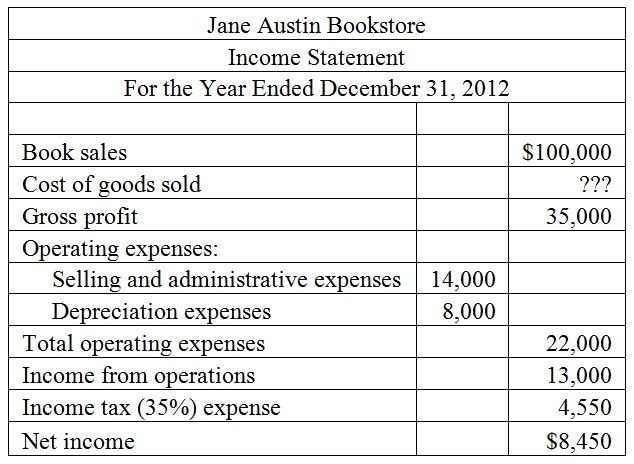 Jane Austin Bookstore
Income Statement
For the Year Ended December 31, 2012
Book sales $100,000
Cost of goods sold ???
Gross profit 35,000
Operating expenses:
Selling and administrative expenses 14,000
Depreciation expenses 8,000
Total operating expenses 22,000
Income from operations 13,000
Income tax (35%) expense 4,550
Net income $8,450